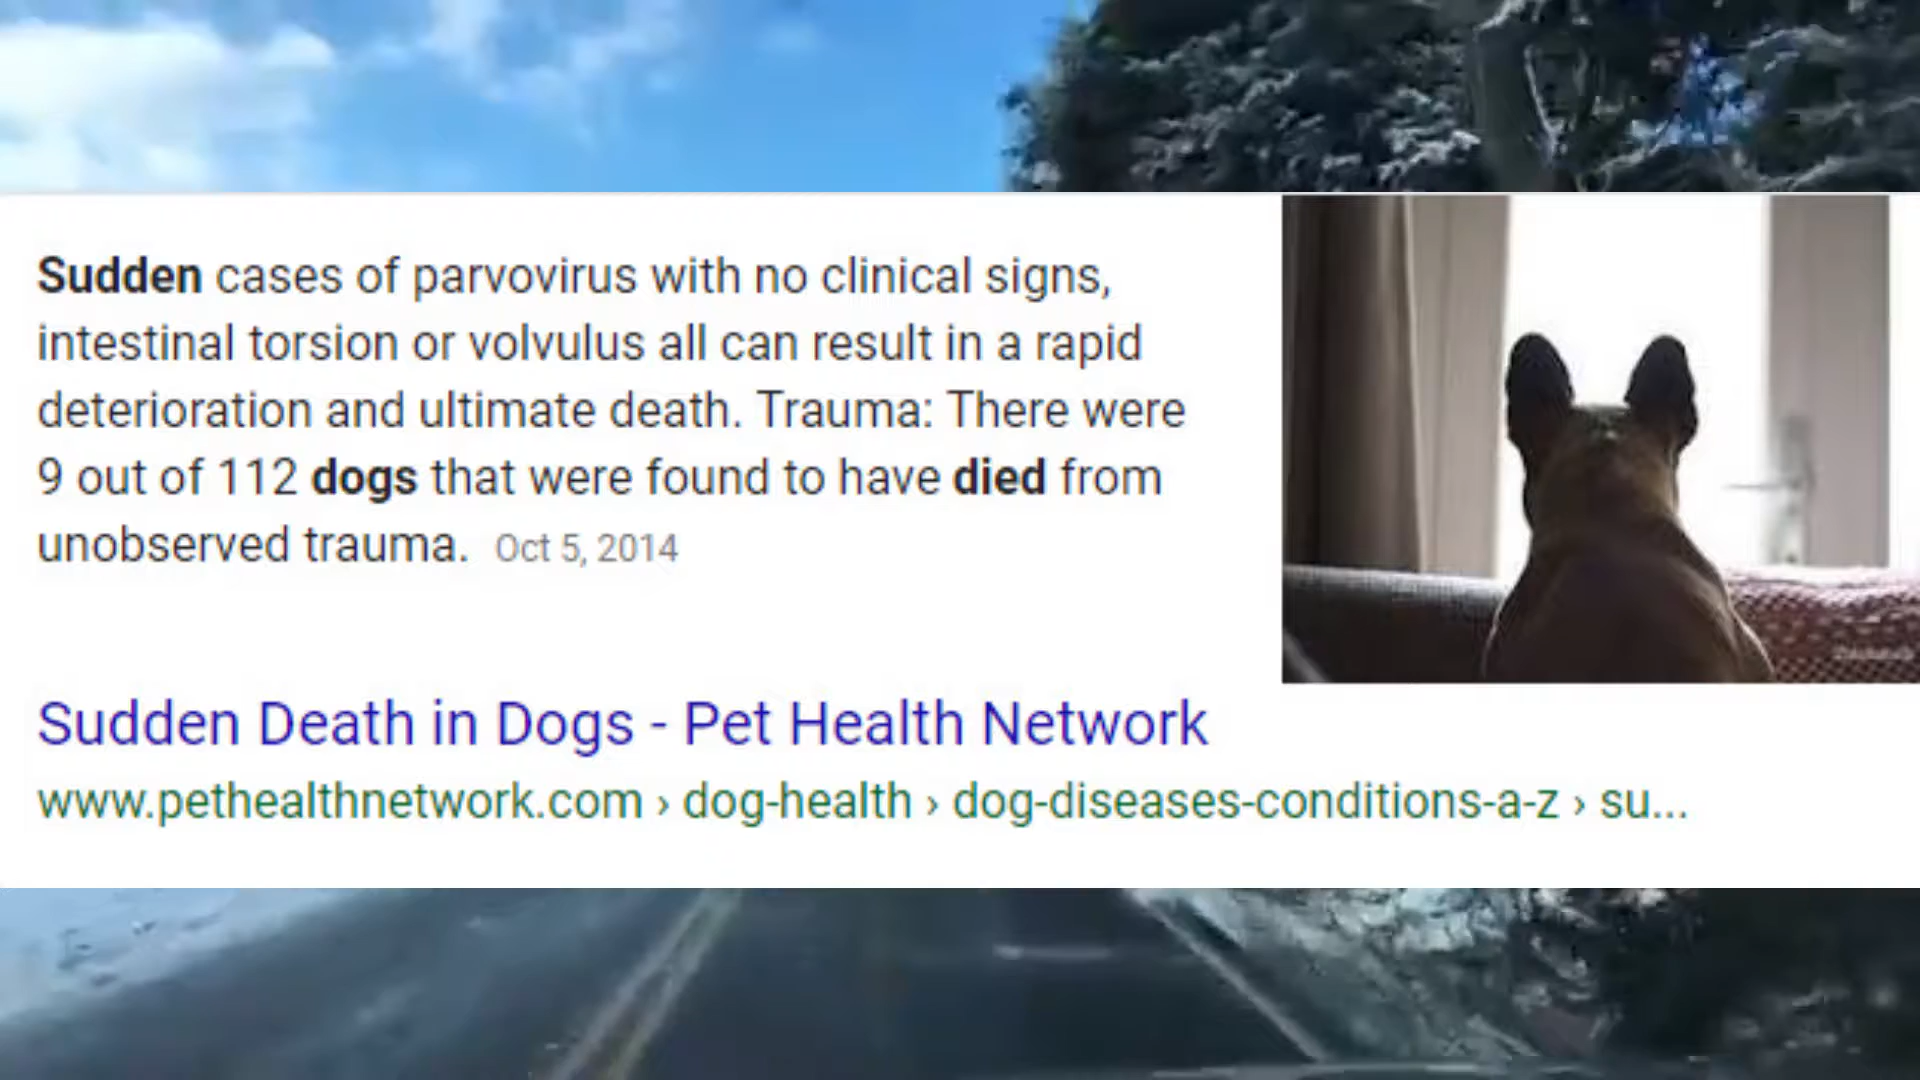 Sudden cases of parvovirus with no clinical signs,
intestinal torsion or volvulus all can result in a rapid
deterioration and ultimate death. Trauma: There were
9 out of 112 dogs that were found to have died from
unobserved trauma. Oct 5, 2014
Sudden Death in Dogs - Pet Health Network
www.pethealthnetwork.com › dog-health › dog-diseases-conditions-a-z › su...